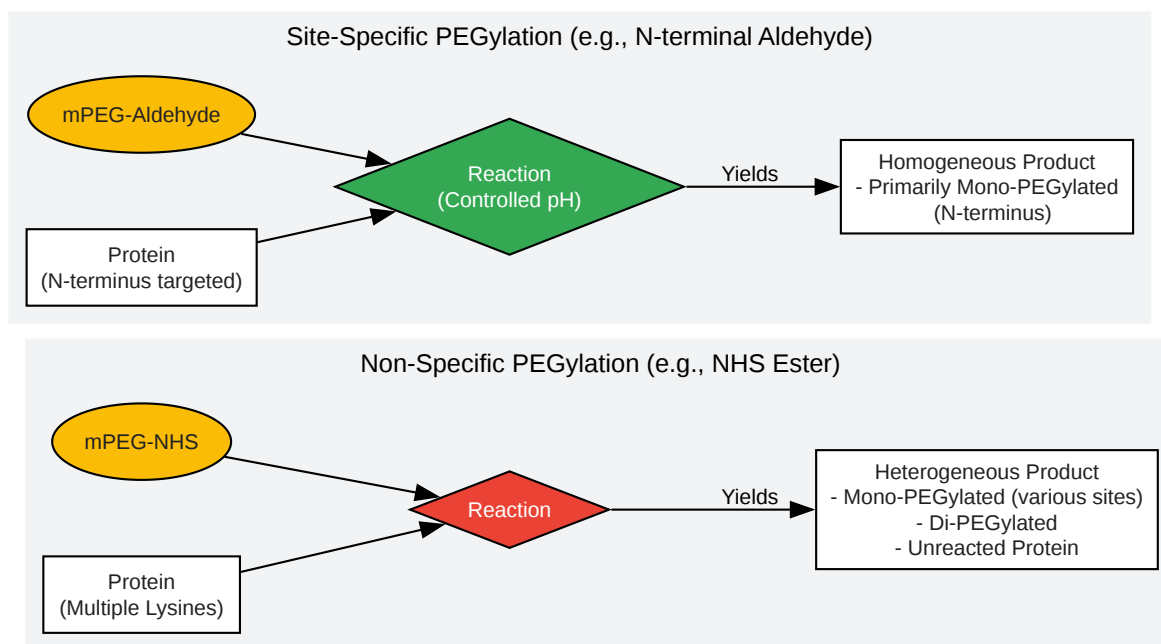 Site-Specific PEGylation (e.g., N-terminal Aldehyde)
mPEG-Aldehyde
Protein
(N-terminus targeted)
Reaction
(Controlled pH)
Yields
Homogeneous Product
- Primarily Mono-PEGylated
(N-terminus)
Non-Specific PEGylation (e.g., NHS Ester)
mPEG-NHS
Protein
(Multiple Lysines)
Reaction
Yields
Heterogeneous Product
- Mono-PEGylated (various sites)
- Di-PEGylated
- Unreacted Protein